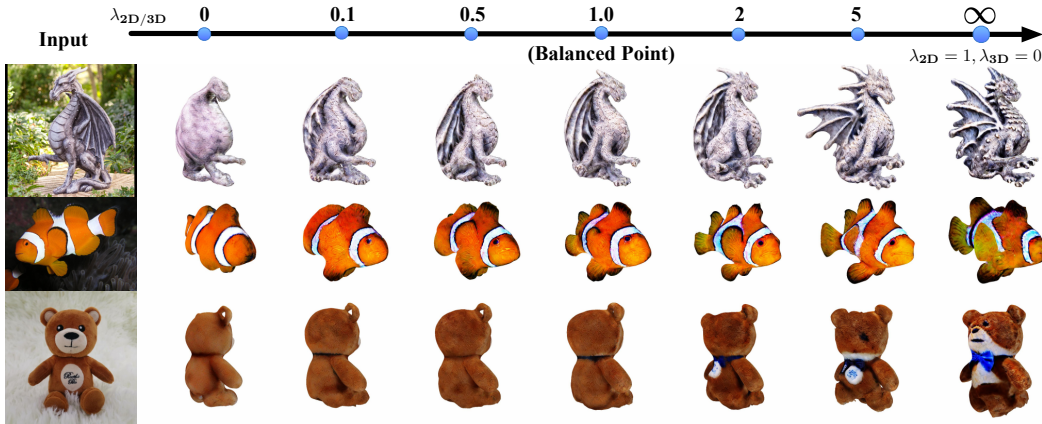 λ2D/3D 0 0.1 0.5 1.0 2 5 ∞
Input
(Balanced Point)
λ2D = 1, λ3D = 0